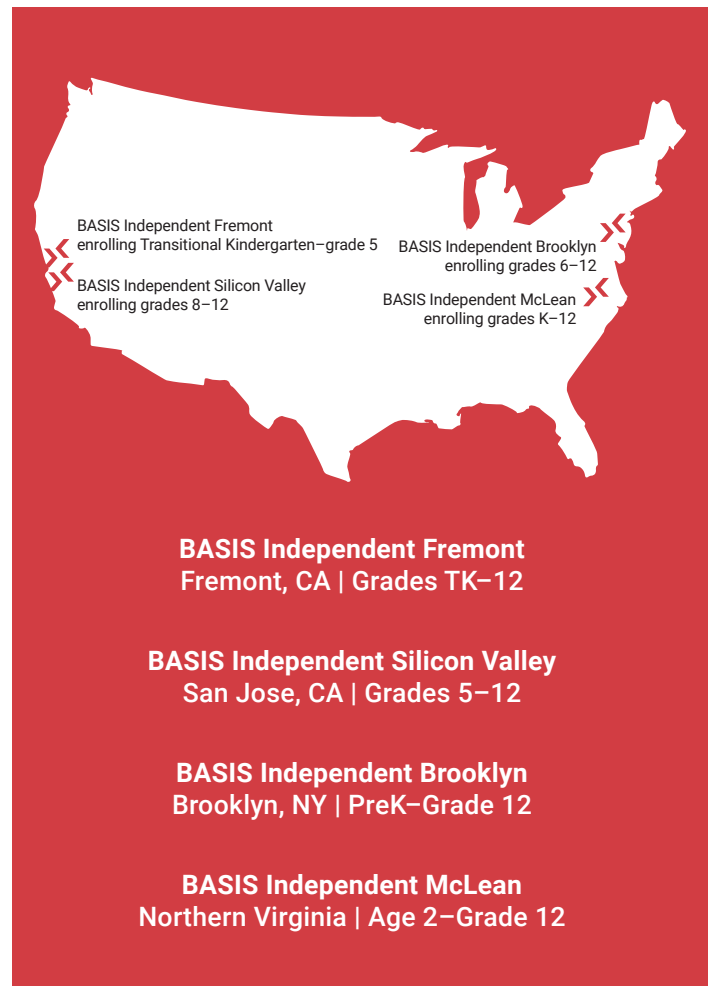 BASIS Independent Fremont
enrolling Transitional Kindergarten–grade 5
BASIS Independent Silicon Valley
enrolling grades 8–12
BASIS Independent Brooklyn
enrolling grades 6–12
BASIS Independent McLean
enrolling grades K–12
BASIS Independent Fremont
Fremont, CA | Grades TK–12
BASIS Independent Silicon Valley
San Jose, CA | Grades 5–12
BASIS Independent Brooklyn
Brooklyn, NY | PreK–Grade 12
BASIS Independent McLean
Northern Virginia | Age 2–Grade 12